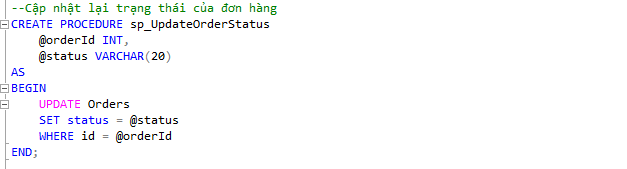 --Cập nhật lại trạng thái của đơn hàng
CREATE PROCEDURE sp_UpdateOrderStatus
    @orderId INT,
    @status VARCHAR(20)
AS
BEGIN
    UPDATE Orders
    SET status = @status
    WHERE id = @orderId
END;